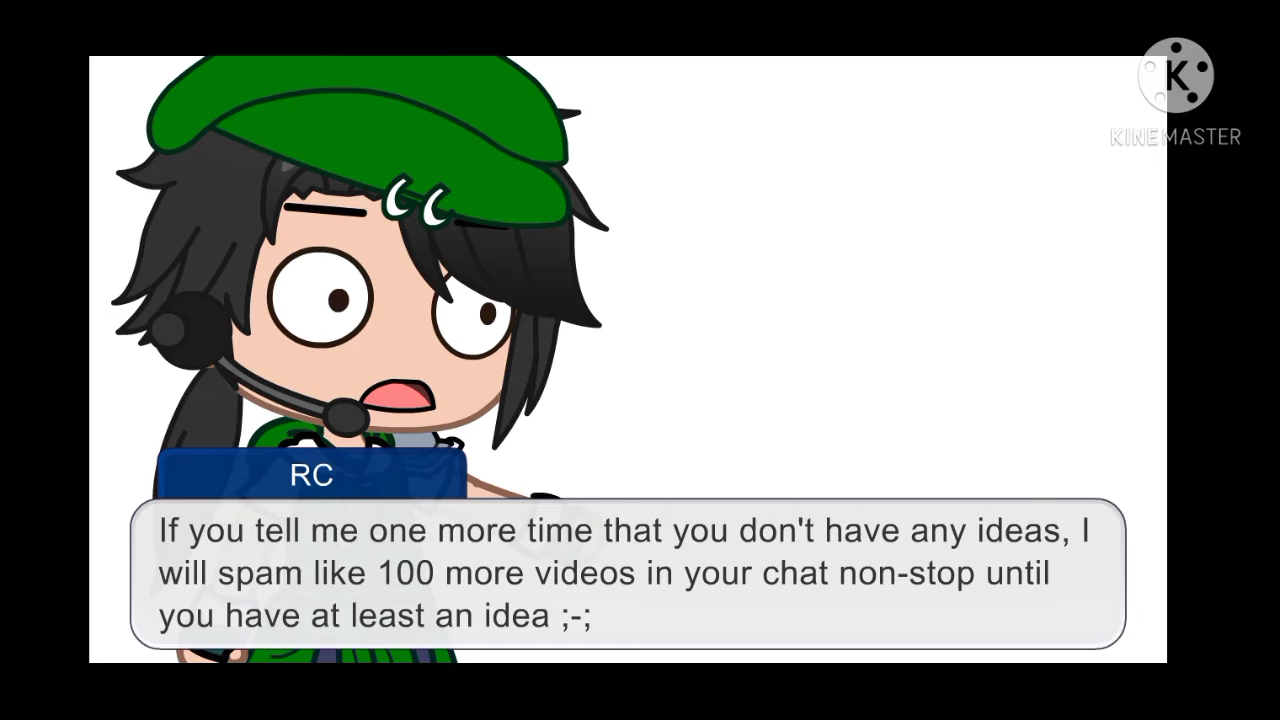 K
KINEMASTER
RC
If you tell me one more time that you don't have any ideas, I
will spam like 100 more videos in your chat non-stop until
you have at least an idea ;-;